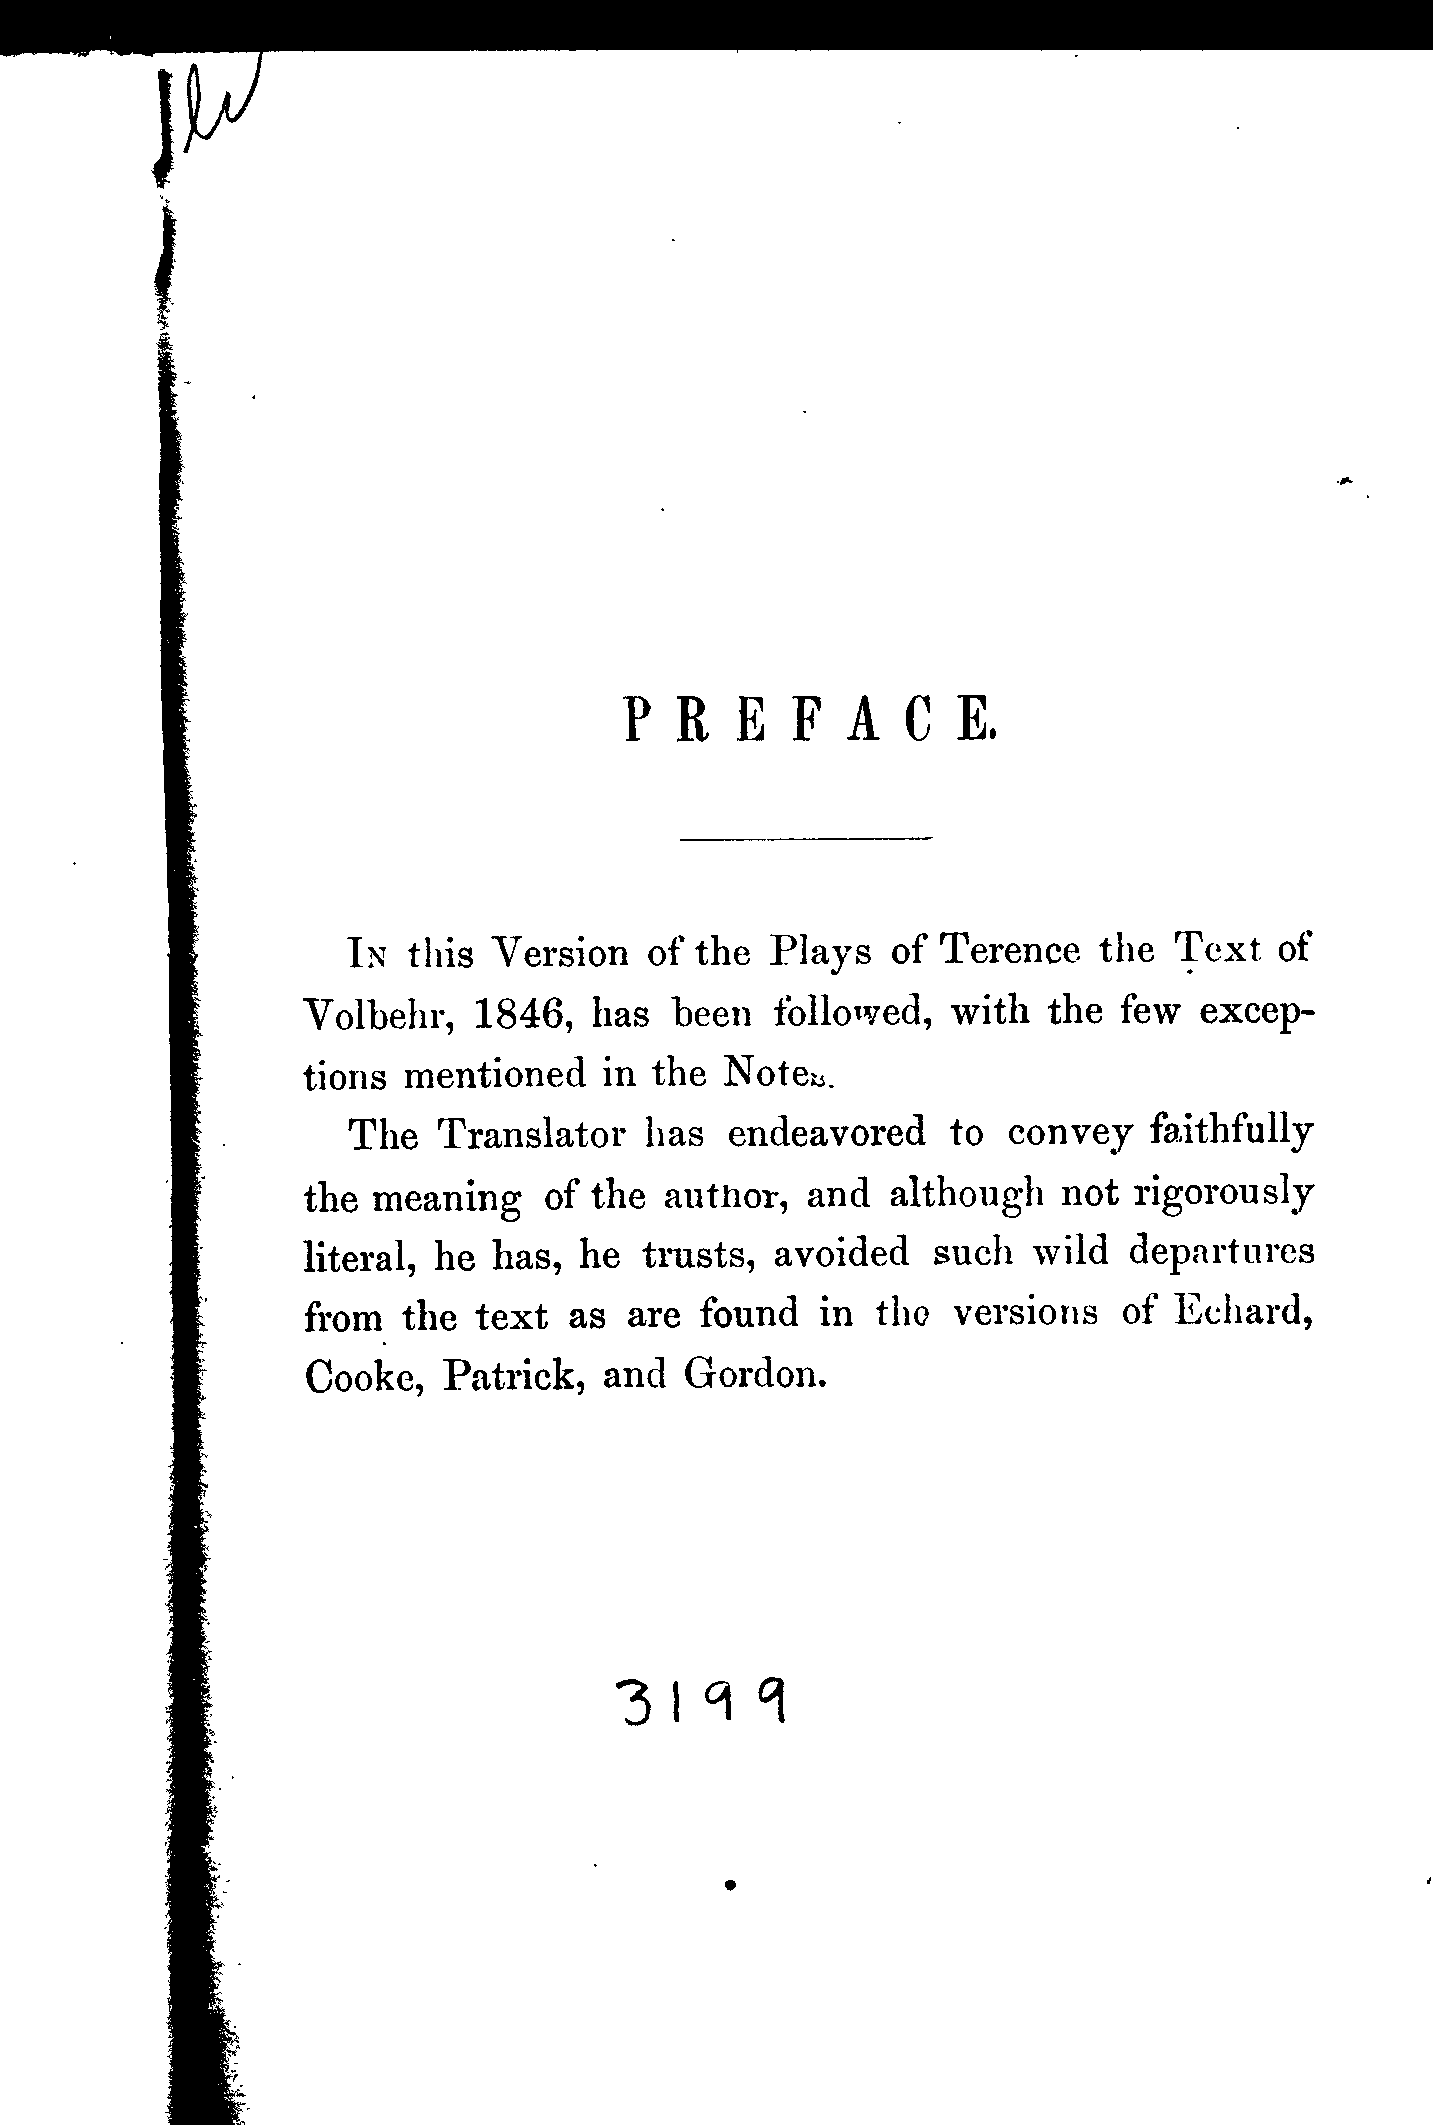 PREFACE.
In this Version of the Plays of Terence the Text of
Volbehr, 1846, has been followed, with the few excep-
tions mentioned in the Notes.
The Translator has endeavored to convey faithfully
the meaning of the author, and although not rigorously
literal, he has, he trusts, avoided such wild departures
from the text as are found in the versions of Echard,
Cooke, Patrick, and Gordon.
3199